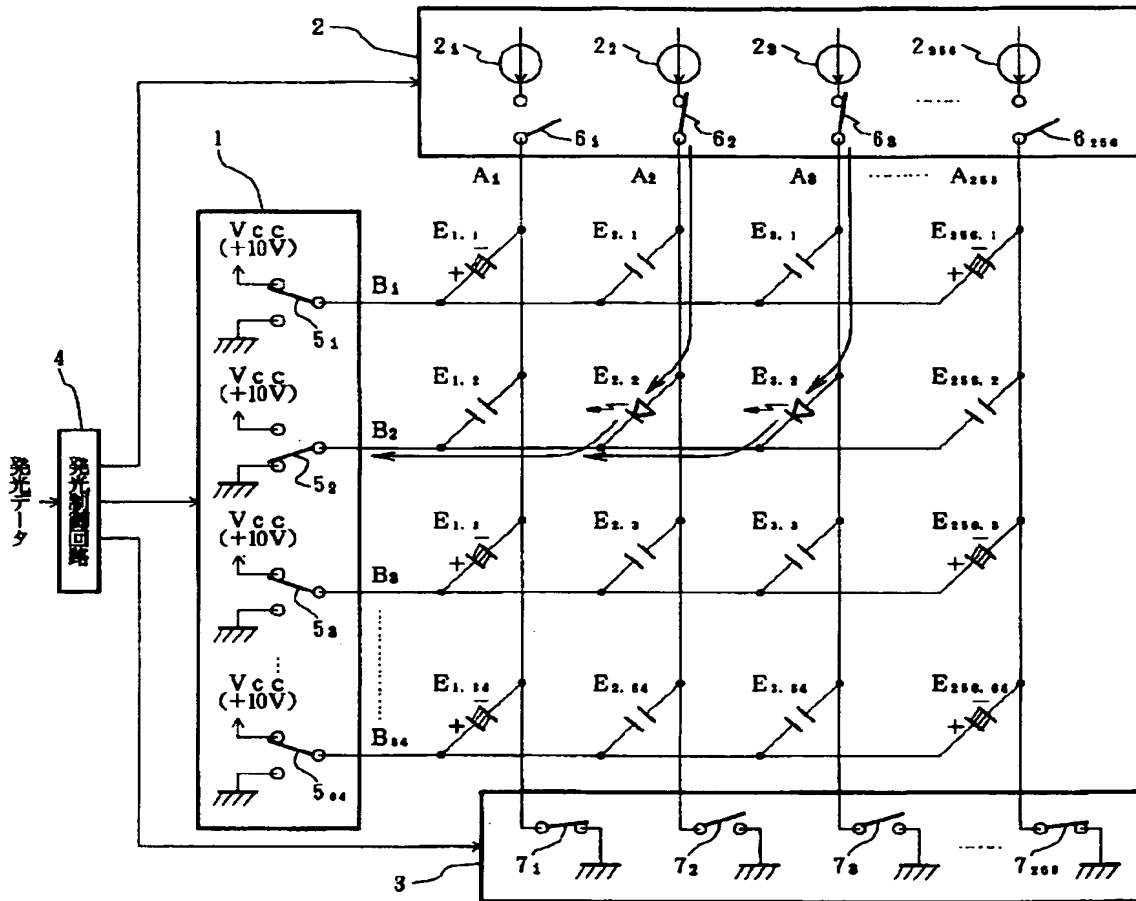 2
2₁
2₂
2₃
2₂₅₆
6₁
6₂
6₃
6₂₅₆
A₁
A₂
A₃
A₂₅₃
1
Vcc
(+10V)
5₁
B₁
E₁.₁
E₂.₁
E₃.₁
E₂₅₆.₁
+
−
+
−
4
発光データ
発光制御回路
Vcc
(+10V)
5₂
B₂
E₁.₂
E₂.₂
E₃.₂
E₂₅₆.₂
Vcc
(+10V)
5₃
B₃
E₁.₃
E₂.₃
E₃.₃
E₂₅₆.₃
+
−
+
−
Vcc
(+10V)
5₆₄
B₆₄
E₁.₆₄
E₂.₆₄
E₃.₆₄
E₂₅₆.₆₄
+
−
+
−
3
7₁
7₂
7₃
7₂₅₆